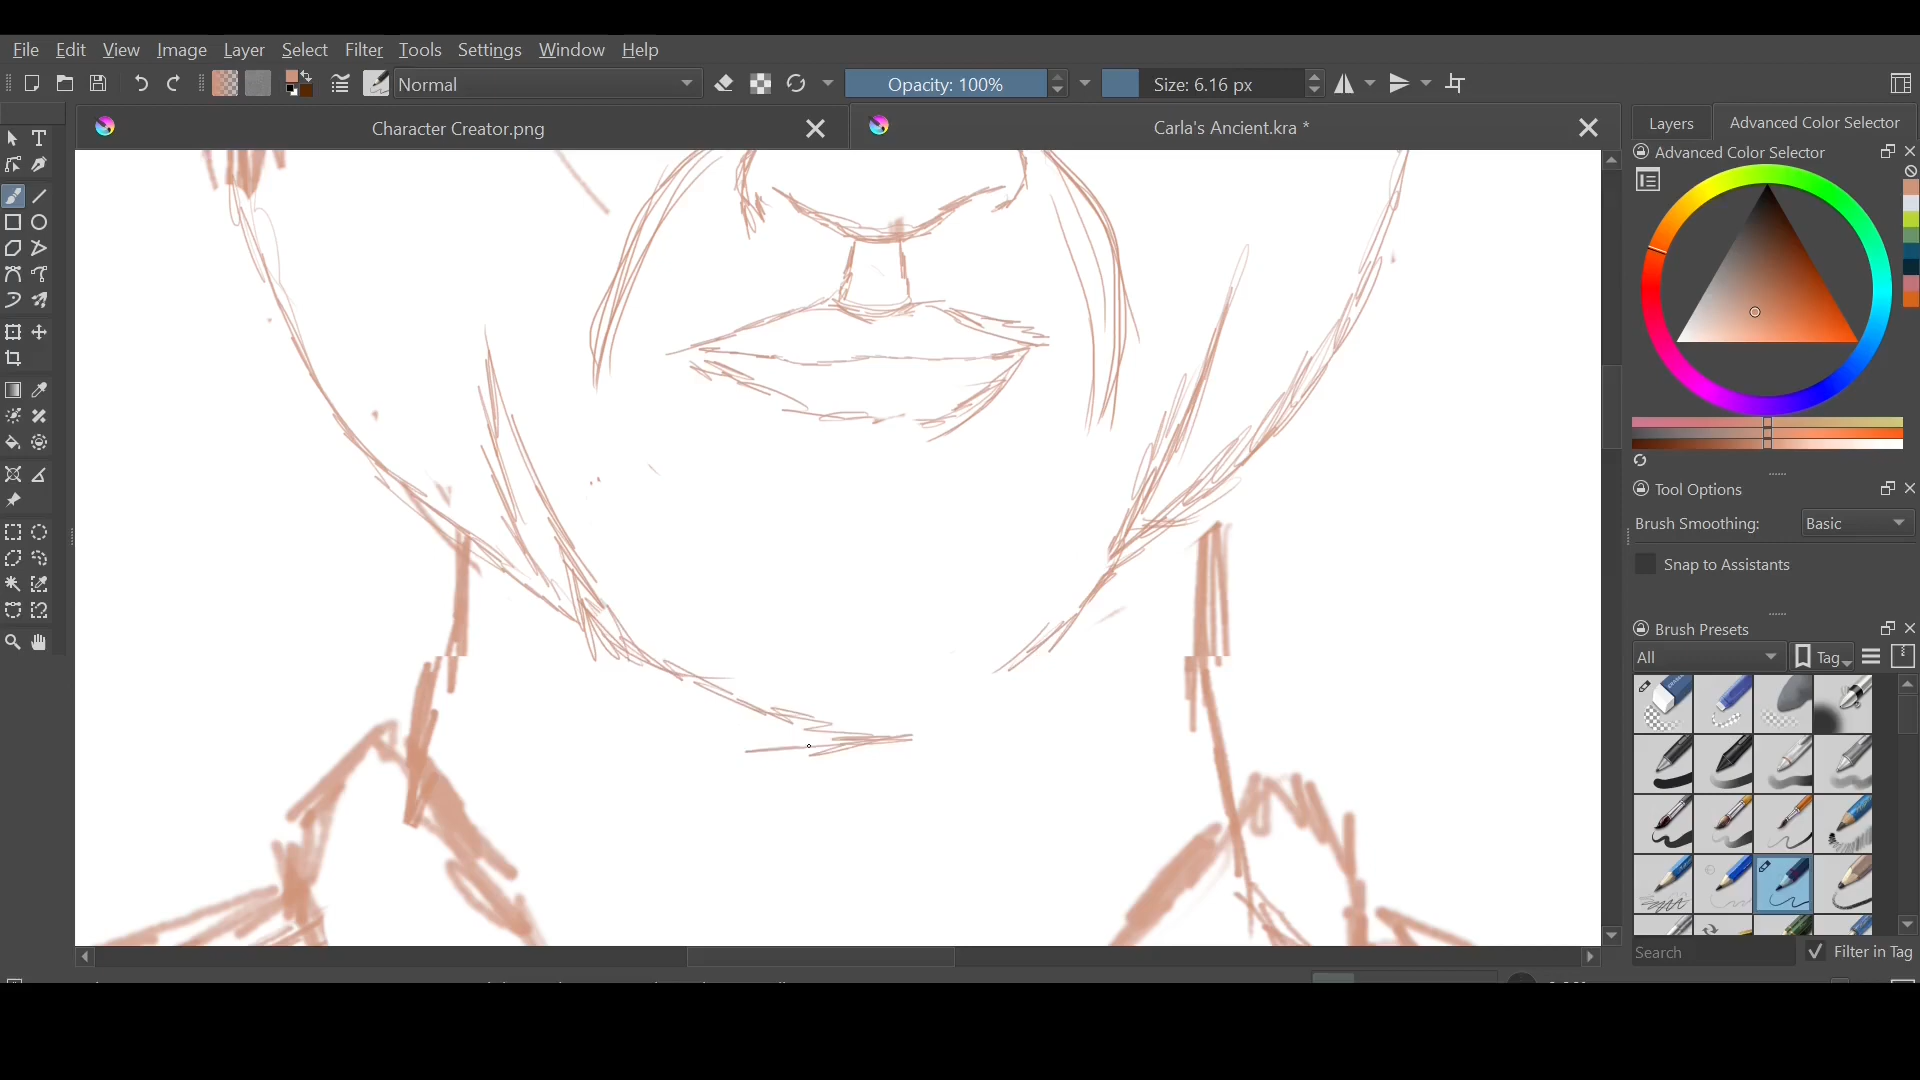 File Edit View Image Layer Select Filter Tools Settings Window Help
Normal Opacity: 100% Size: 6.16 px
Character Creator.png Carla's Ancient.kra *
Layers Advanced Color Selector
Advanced Color Selector
Tool Options
Brush Smoothing: Basic
Snap to Assistants
Brush Presets
All Tag
Search Filter in Tag